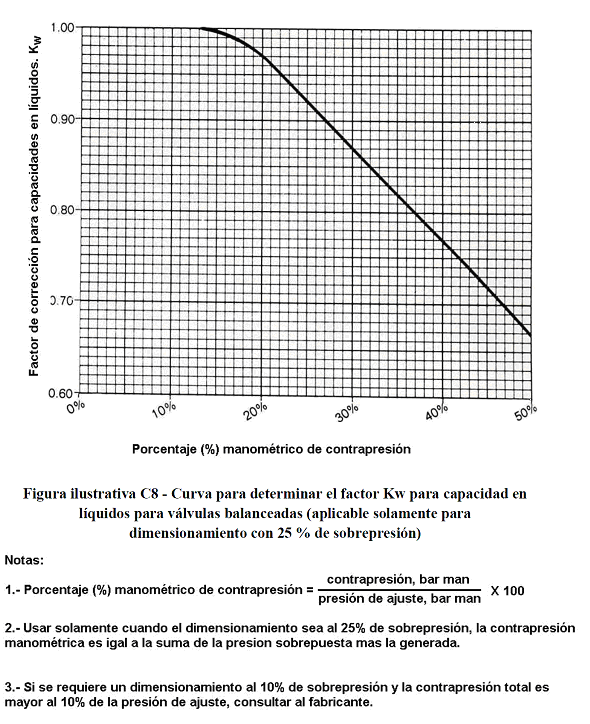 1.00
0.90
0.80
0.70
0.60
Factor de corrección para capacidades en líquidos. KW
0%
10%
20%
30%
40%
50%
Porcentaje (%) manométrico de contrapresión
Figura ilustrativa C8 - Curva para determinar el factor Kw para capacidad en
líquidos para válvulas balanceadas (aplicable solamente para
dimensionamiento con 25 % de sobrepresión)
Notas:
1.- Porcentaje (%) manométrico de contrapresión = contrapresión, bar man / presión de ajuste, bar man X 100
2.- Usar solamente cuando el dimensionamiento sea al 25% de sobrepresión, la contrapresión
manométrica es igal a la suma de la presion sobrepuesta mas la generada.
3.- Si se requiere un dimensionamiento al 10% de sobrepresión y la contrapresión total es
mayor al 10% de la presión de ajuste, consultar al fabricante.